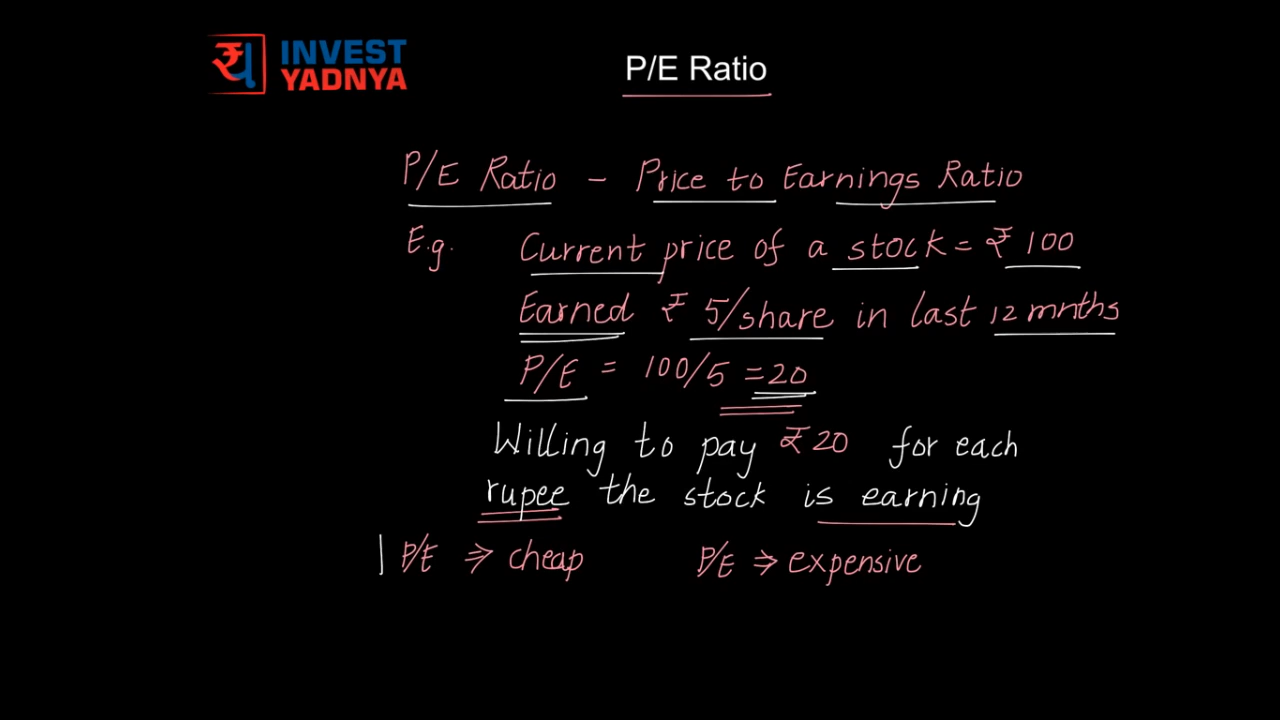 INVEST
YADNYA
P/E Ratio
P/E Ratio - Price to Earnings Ratio
E.g. Current price of a stock = ₹ 100
Earned ₹ 5/share in last 12 mnths
P/E = 100/5 = 20
Willing to pay ₹20 for each
rupee the stock is earning
P/E ⇒ cheap P/E ⇒ expensive